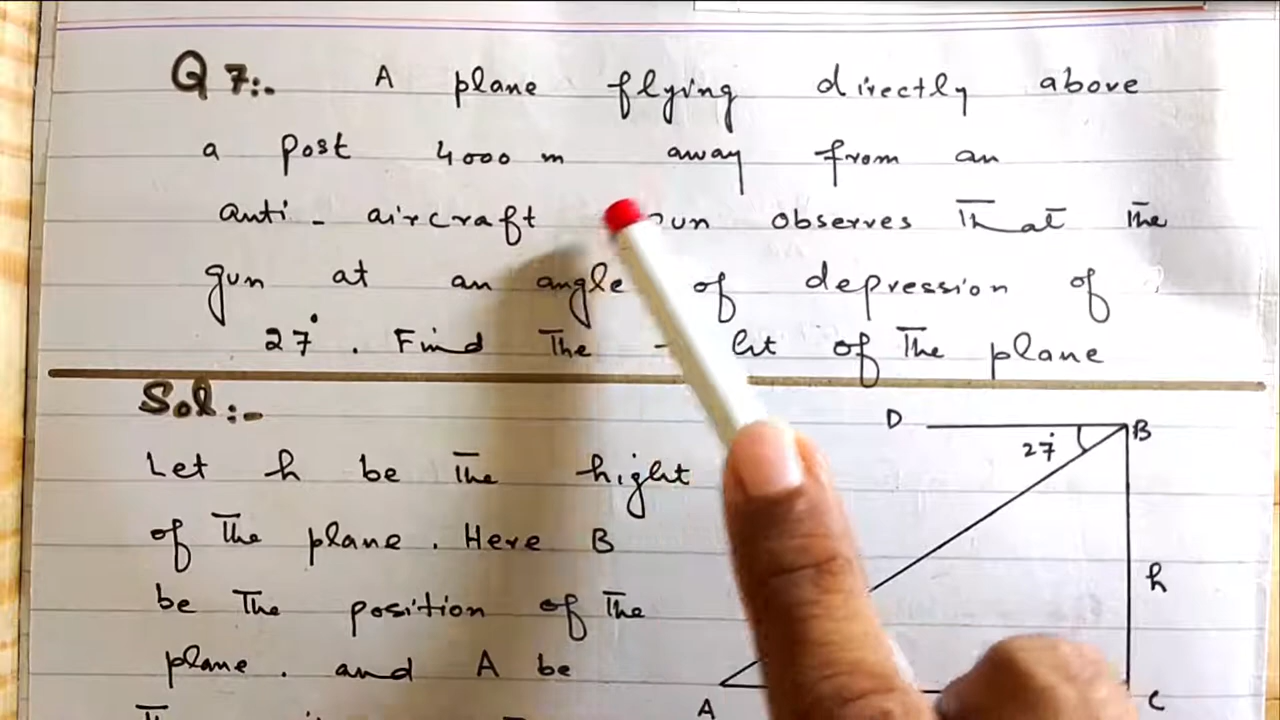 Q 7:- A plane flying directly above
a post 4000 m away from an
anti - aircraft observes that the
gun at an angle of depression of
27° . Find the of the plane
Sol:-
Let h be the hight
of the plane . Here B
be the position of the
plane . and A be
D
27°
B
h
A
C